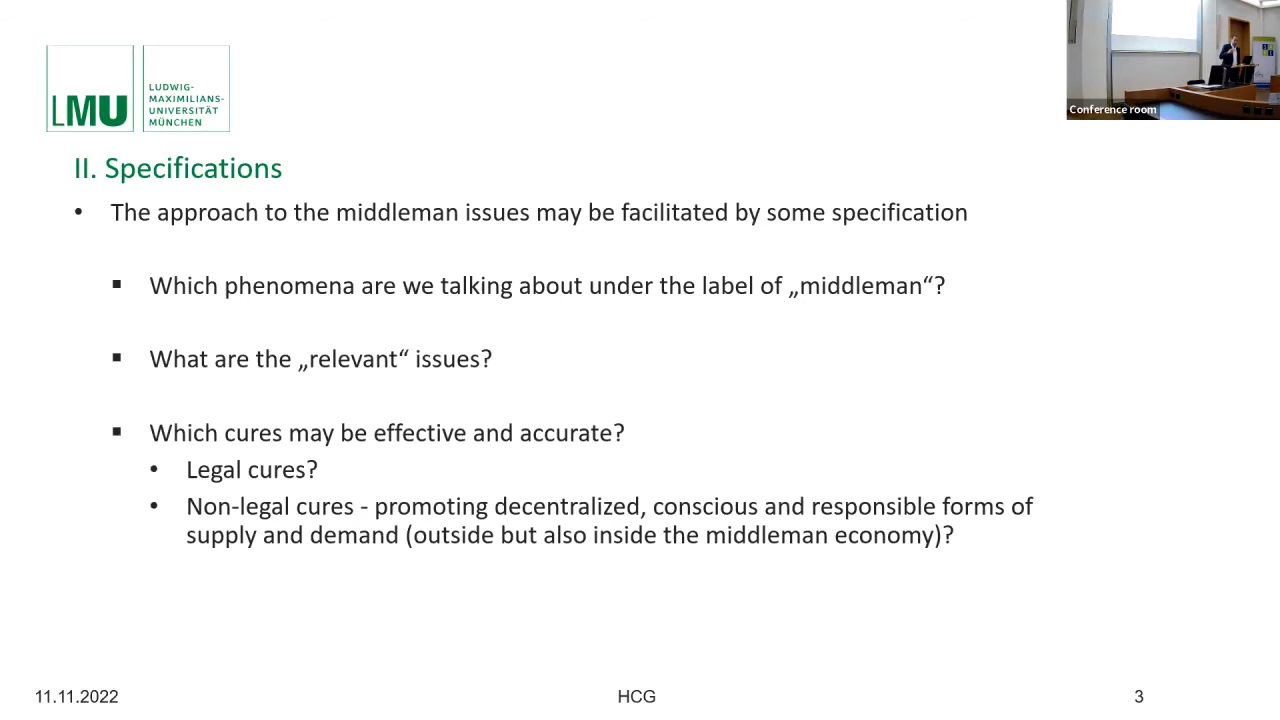 LMU
LUDWIG-
MAXIMILIANS-
UNIVERSITÄT
MÜNCHEN
Conference room
II. Specifications
• The approach to the middleman issues may be facilitated by some specification
▪ Which phenomena are we talking about under the label of „middleman“?
▪ What are the „relevant“ issues?
▪ Which cures may be effective and accurate?
• Legal cures?
• Non-legal cures - promoting decentralized, conscious and responsible forms of
supply and demand (outside but also inside the middleman economy)?
11.11.2022
HCG
3